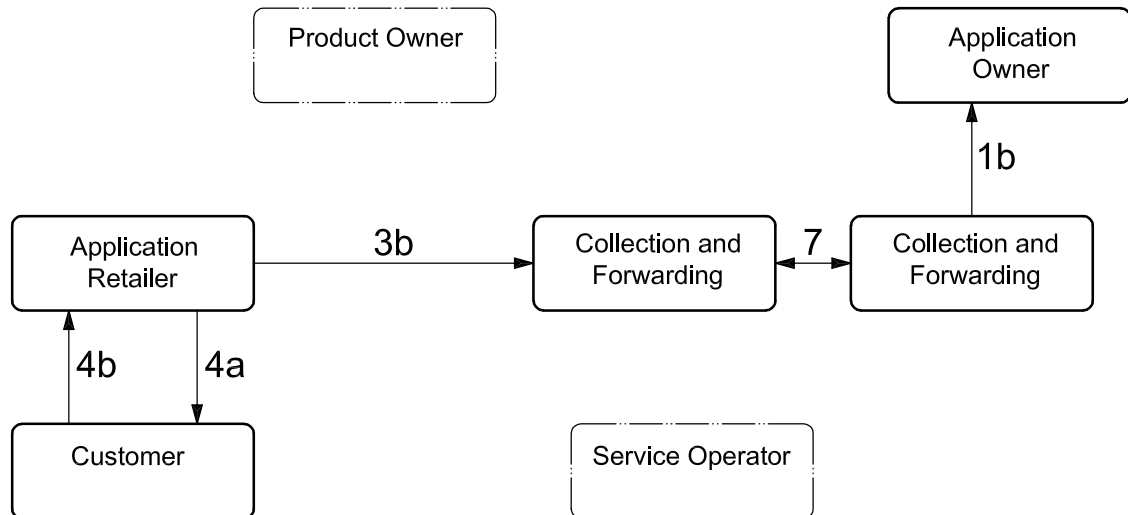 Product Owner
Application
Owner
1b
Application
Retailer
3b
Collection and
Forwarding
7
Collection and
Forwarding
4b
4a
Customer
Service Operator